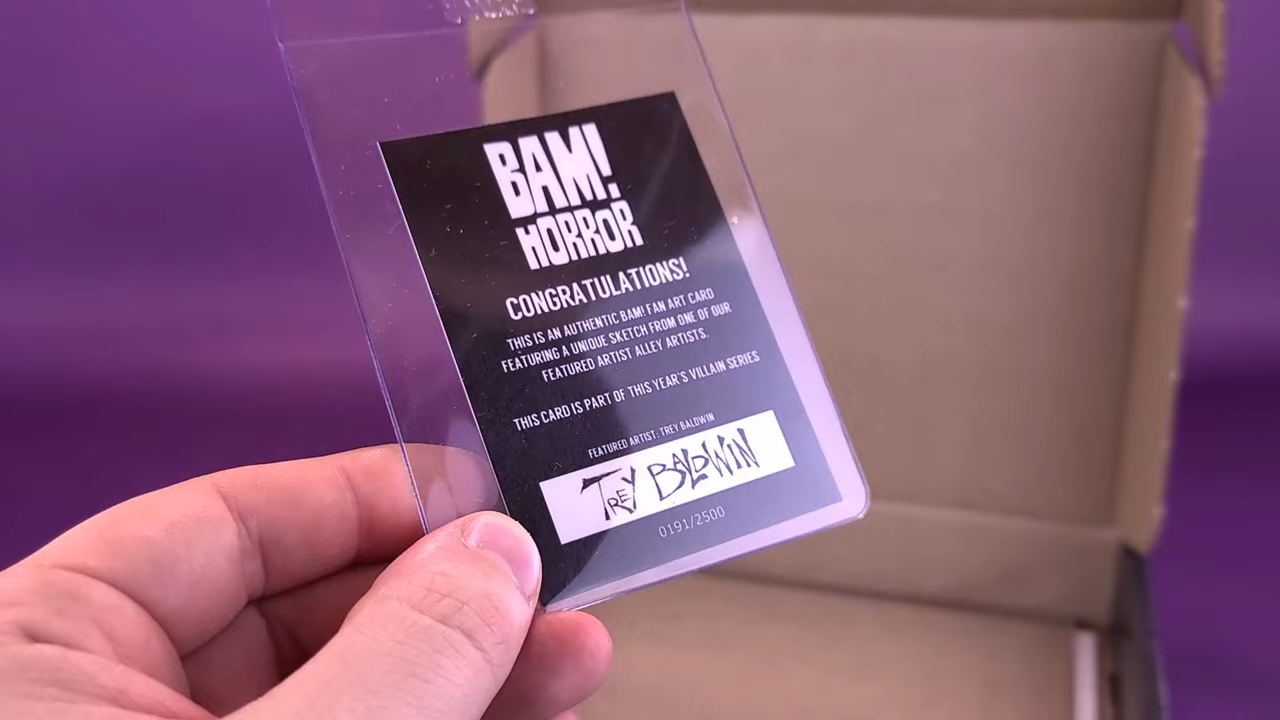 BAM!
HORROR
CONGRATULATIONS!
THIS IS AN AUTHENTIC BAM! FAN ART CARD
FEATURING A UNIQUE SKETCH FROM ONE OF OUR
FEATURED ARTIST ALLEY ARTISTS.
THIS CARD IS PART OF THIS YEAR'S VILLAIN SERIES
FEATURED ARTIST: TREY BALDWIN
TREY BALDWIN
0191/2500